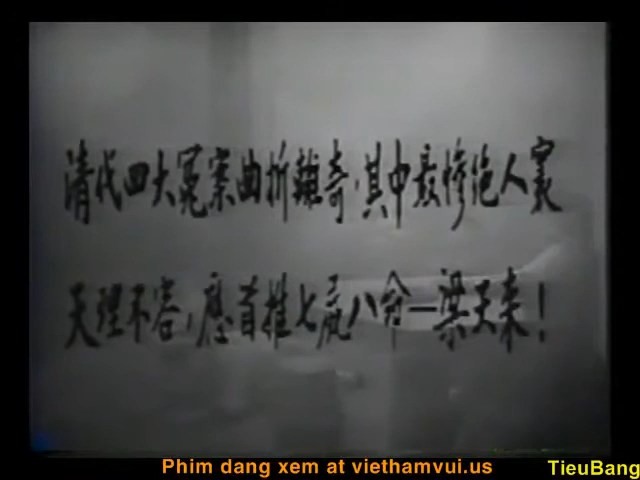 清代四大冤案曲折離奇，其中最慘絕人寰
天理不容，應首推七屍八命—梁天來！
Phim dang xem at viethamvui.us
TieuBang